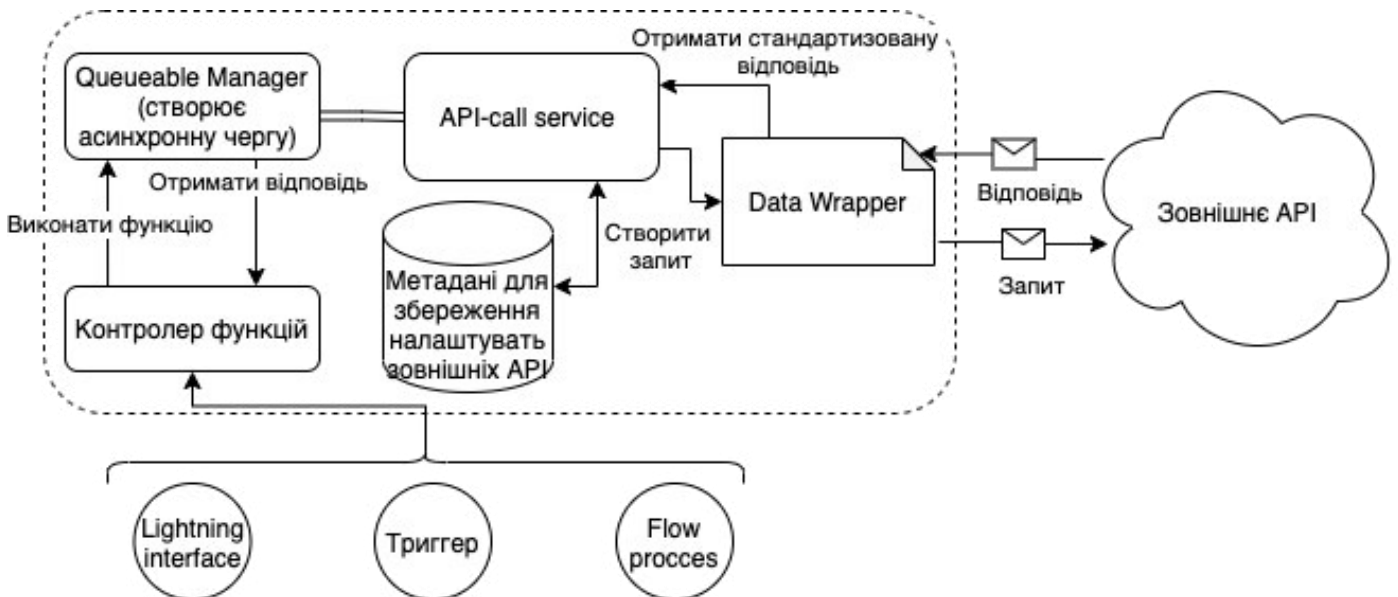 Отримати стандартизовану
відповідь
Queueable Manager
(створює
асинхронну чергу)
API-call service
Отримати відповідь
Виконати функцію
Data Wrapper
Відповідь
Зовнішнє API
Створити
запит
Запит
Метадані для
збереження
налаштувать
зовнішніх API
Контролер функцій
Lightning
interface
Триггер
Flow
procces